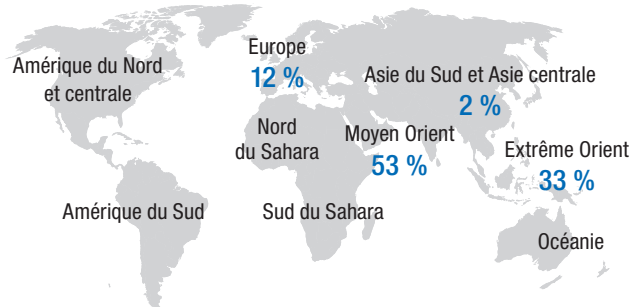 Europe
12 %
Amérique du Nord
et centrale
Asie du Sud et Asie centrale
2 %
Nord
du Sahara
Moyen Orient
53 %
Extrême Orient
33 %
Amérique du Sud
Sud du Sahara
Océanie